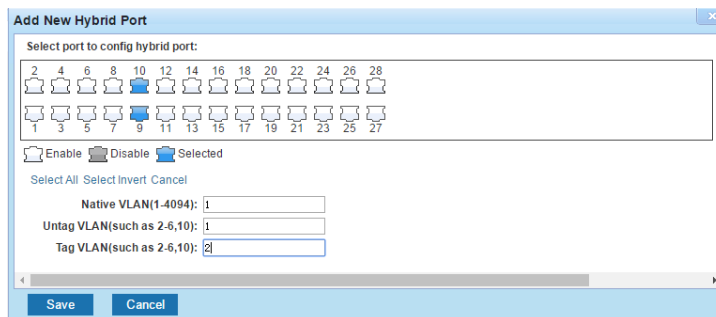 Add New Hybrid Port
Select port to config hybrid port:
2 4 6 8 10 12 14 16 18 20 22 24 26 28
1 3 5 7 9 11 13 15 17 19 21 23 25 27
Enable Disable Selected
Select All Select Invert Cancel
Native VLAN(1-4094): 1
Untag VLAN(such as 2-6,10): 1
Tag VLAN(such as 2-6,10): 2
Save Cancel